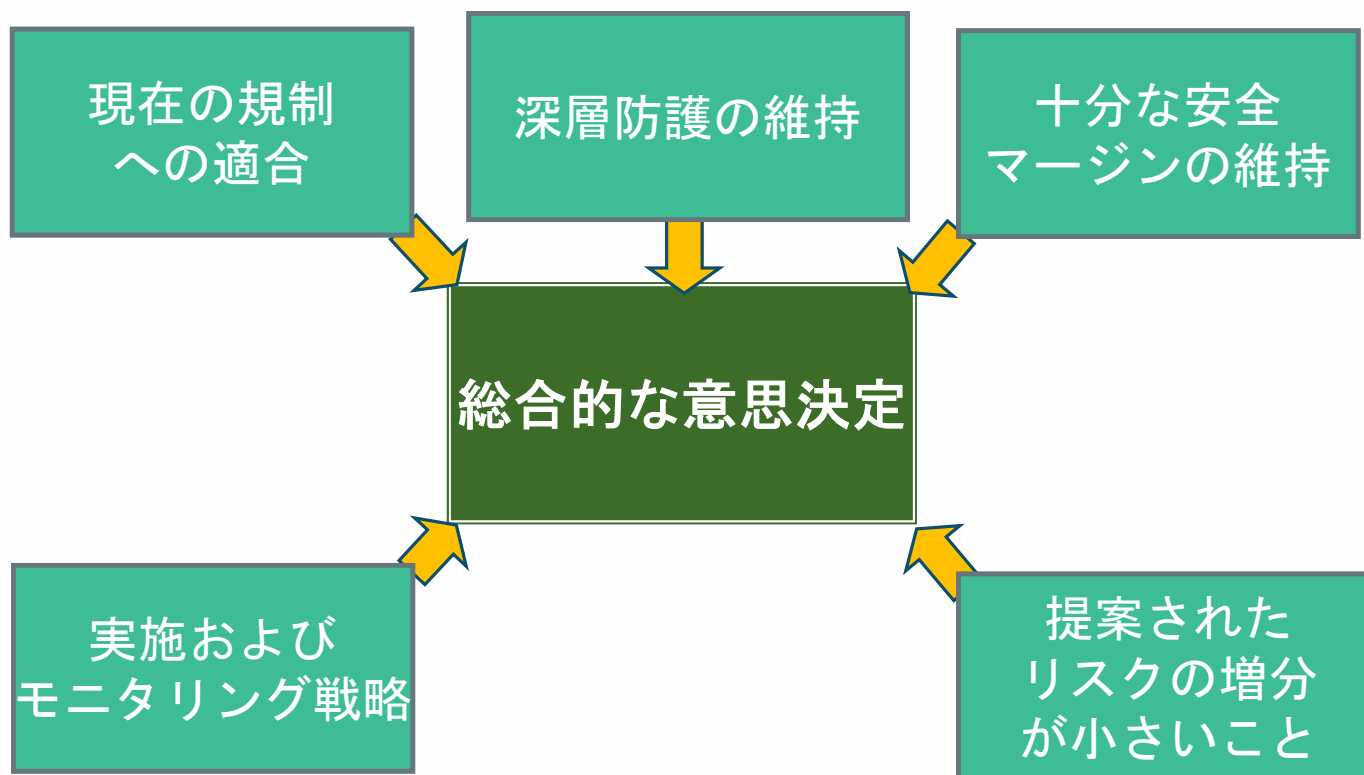 現在の規制
への適合
深層防護の維持
十分な安全
マージンの維持
総合的な意思決定
実施および
モニタリング戦略
提案された
リスクの増分
が小さいこと